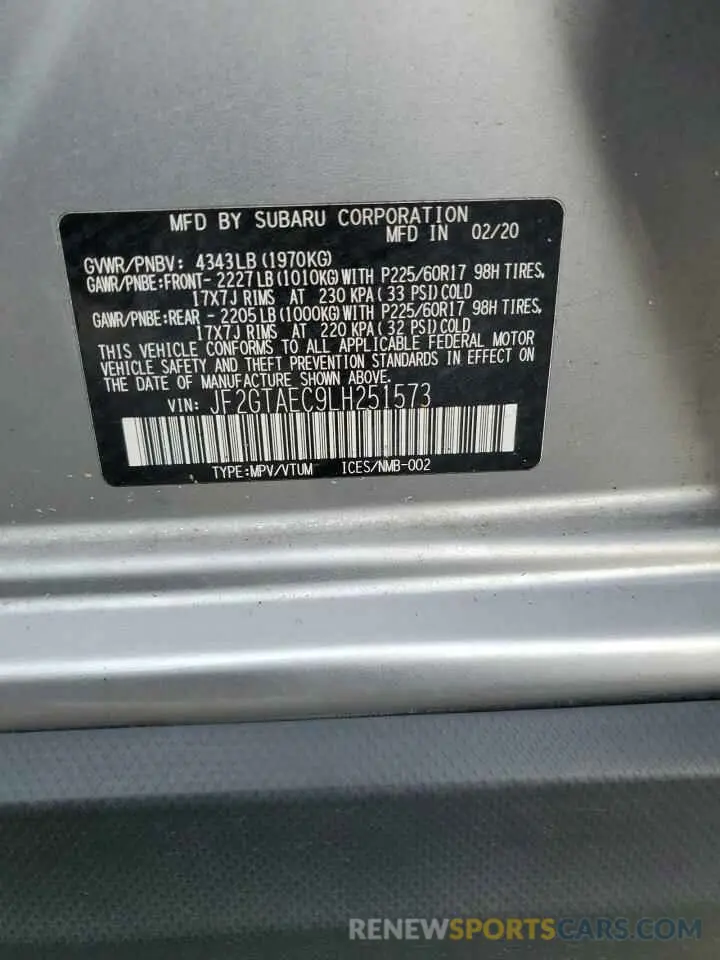 MFD BY SUBARU CORPORATION
MFD IN 02/20
GVWR/PNBV: 4343LB (1970KG)
GAWR/PNBE:FRONT- 2227LB (1010KG) WITH P225/60R17 98H TIRES,
17X7J RIMS AT 230 KPA (33 PSI) COLD
GAWR/PNBE:REAR - 2205LB (1000KG) WITH P225/60R17 98H TIRES,
17X7J RIMS AT 220 KPA (32 PSI) COLD
THIS VEHICLE CONFORMS TO ALL APPLICABLE FEDERAL MOTOR
VEHICLE SAFETY AND THEFT PREVENTION STANDARDS IN EFFECT ON
THE DATE OF MANUFACTURE SHOWN ABOVE.
VIN: JF2GTAEC9LH251573
TYPE:MPV/VTUM ICES/NMB-002
RENEWSPORTSCARS.COM